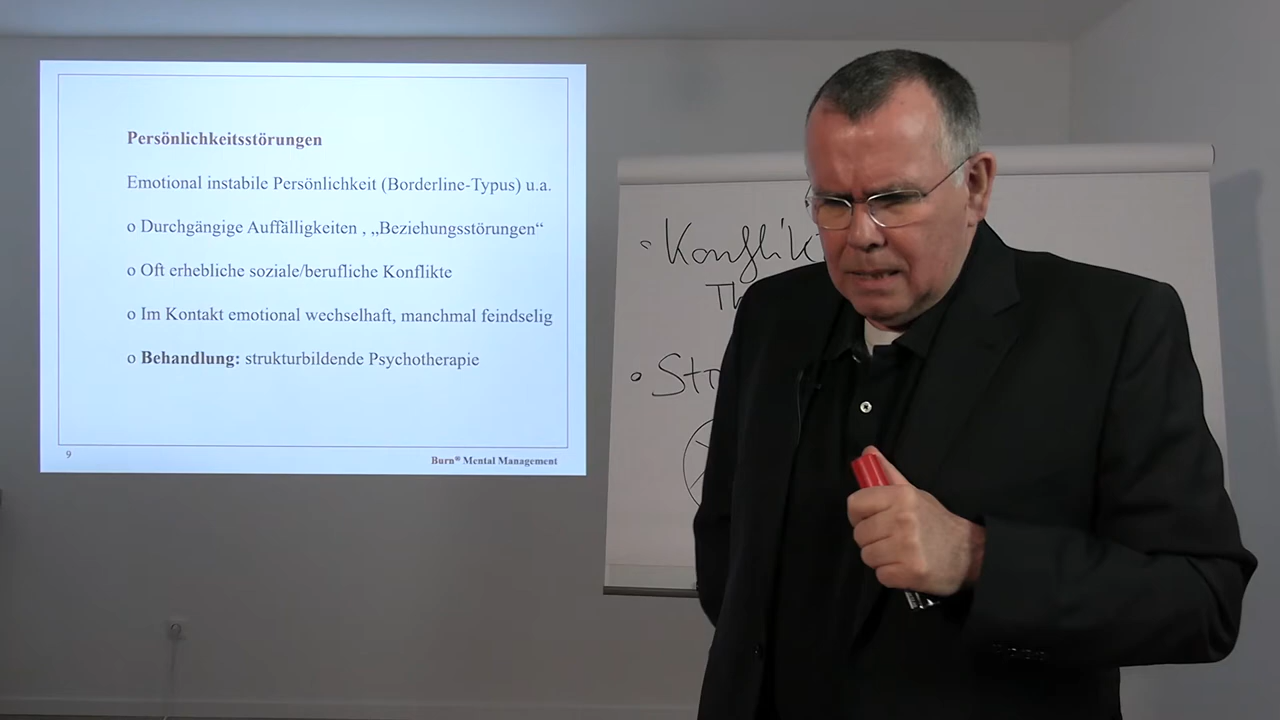 Persönlichkeitsstörungen
Emotional instabile Persönlichkeit (Borderline-Typus) u.a.
o Durchgängige Auffälligkeiten , „Beziehungsstörungen“
o Oft erhebliche soziale/berufliche Konflikte
o Im Kontakt emotional wechselhaft, manchmal feindselig
o Behandlung: strukturbildende Psychotherapie
9
Burn® Mental Management